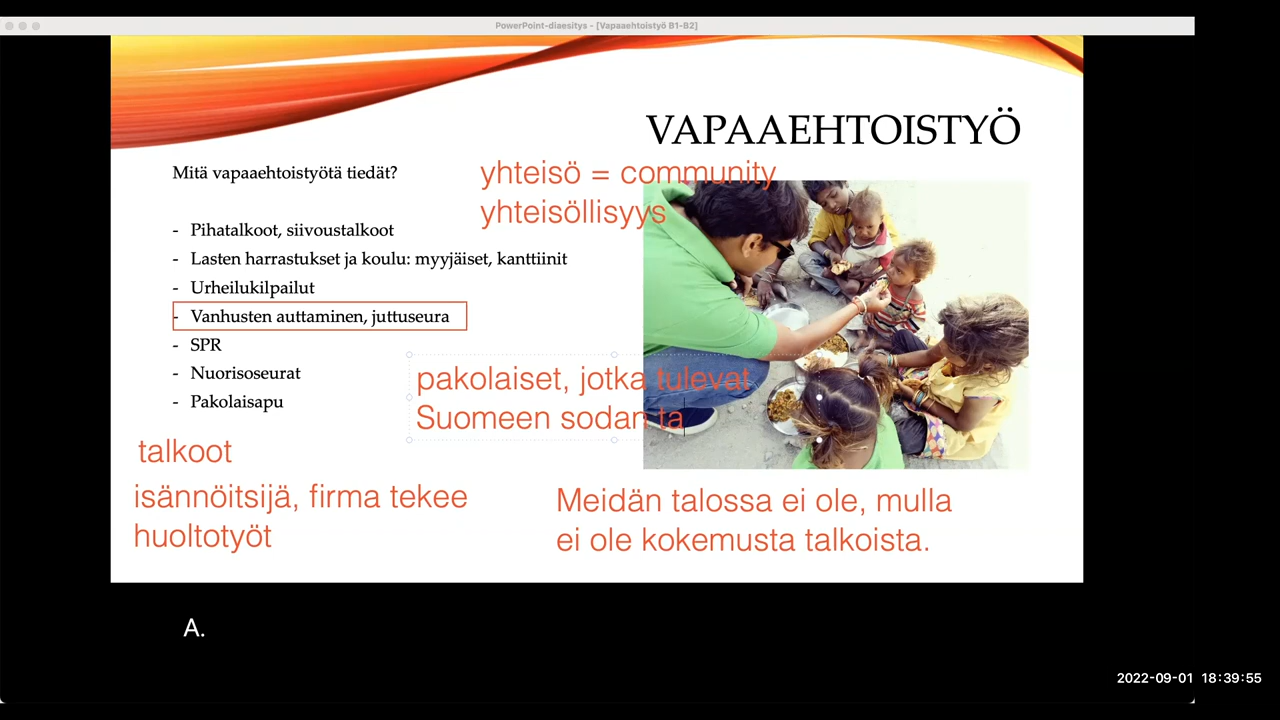 PowerPoint-diaesitys - [Vapaaehtoistyö B1-B2]
VAPAAEHTOISTYÖ
Mitä vapaaehtoistyötä tiedät?
yhteisö = community
yhteisöllisyys
- Pihatalkoot, siivoustalkoot
- Lasten harrastukset ja koulu: myyjäiset, kanttiinit
- Urheilukilpailut
- Vanhusten auttaminen, juttuseura
- SPR
- Nuorisoseurat
- Pakolaisapu
pakolaiset, jotka tulevat
Suomeen sodan ta
talkoot
isännöitsijä, firma tekee
huoltotyöt
Meidän talossa ei ole, mulla
ei ole kokemusta talkoista.
A.
2022-09-01 18:39:55